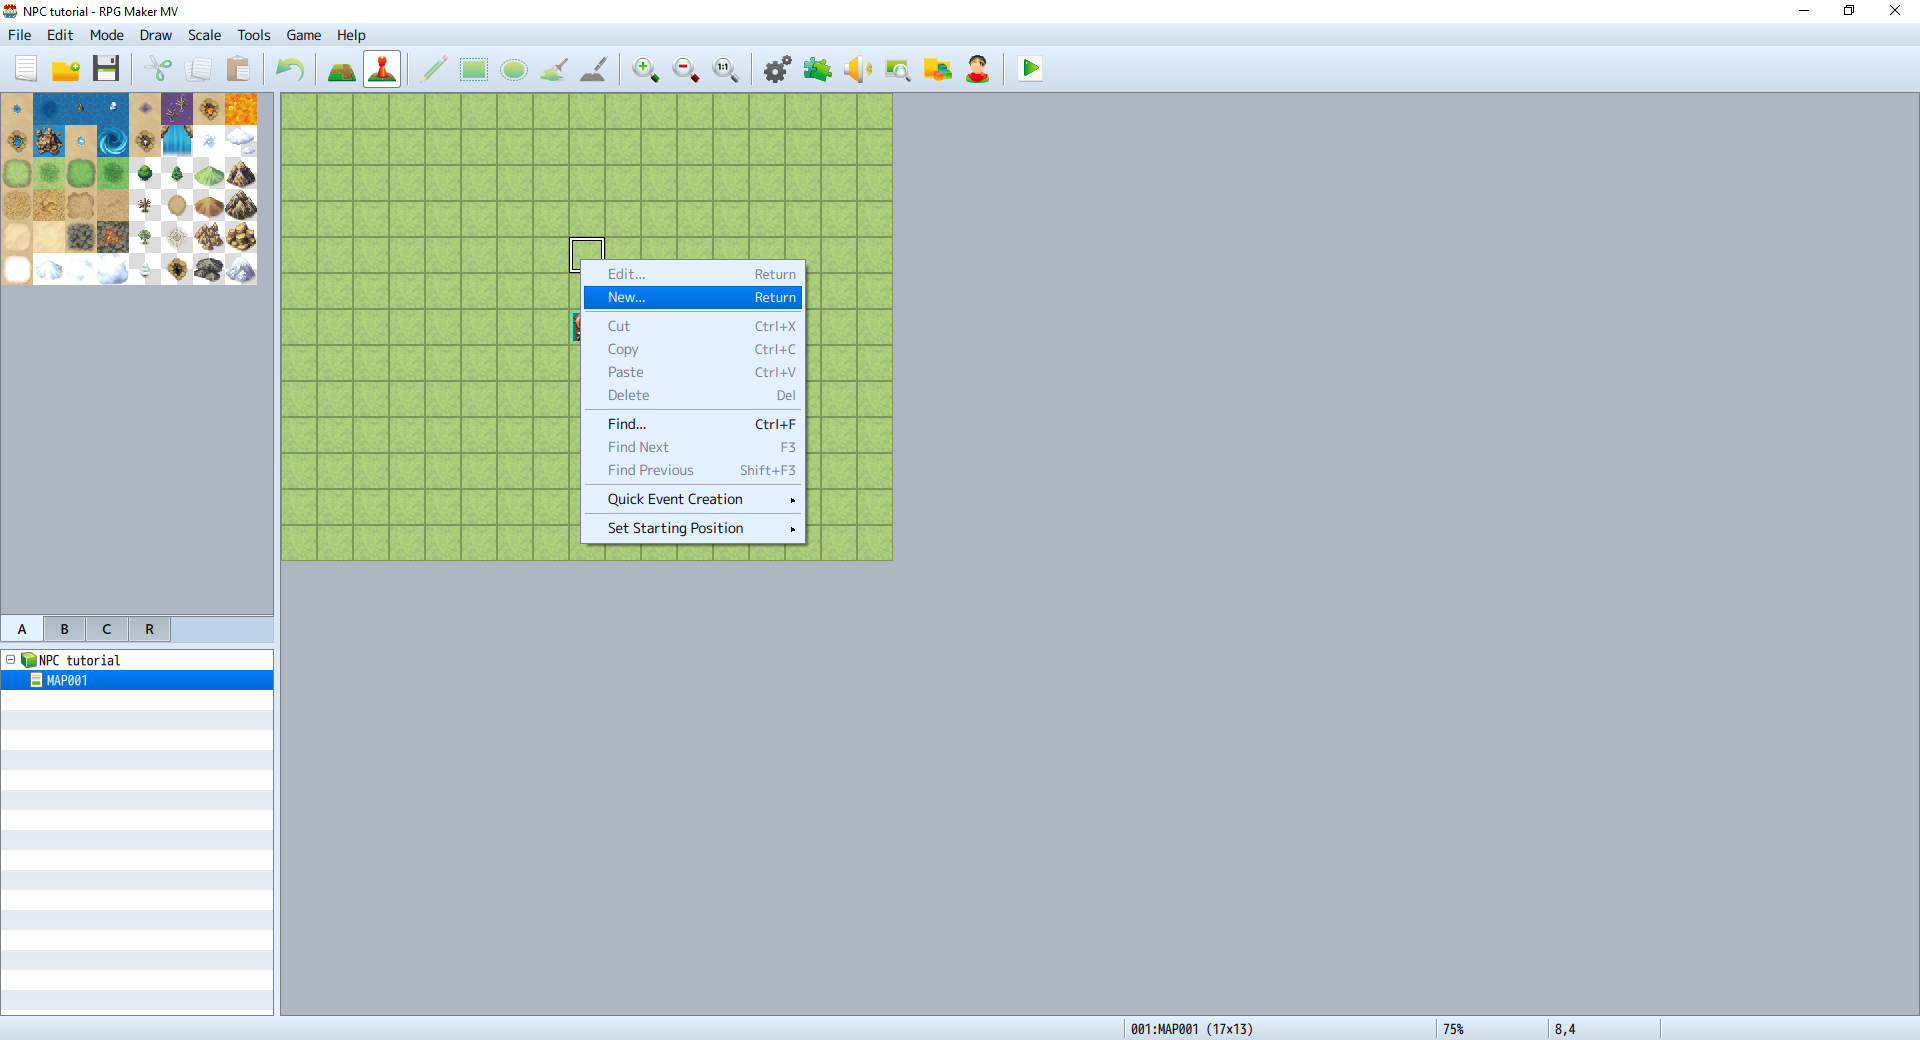 NPC tutorial - RPG Maker MV
File Edit Mode Draw Scale Tools Game Help
1:1
Edit... Return
New... Return
Cut Ctrl+X
Copy Ctrl+C
Paste Ctrl+V
Delete Del
Find... Ctrl+F
Find Next F3
Find Previous Shift+F3
Quick Event Creation
Set Starting Position
A B C R
NPC tutorial
MAP001
001:MAP001 (17x13) 75% 8,4